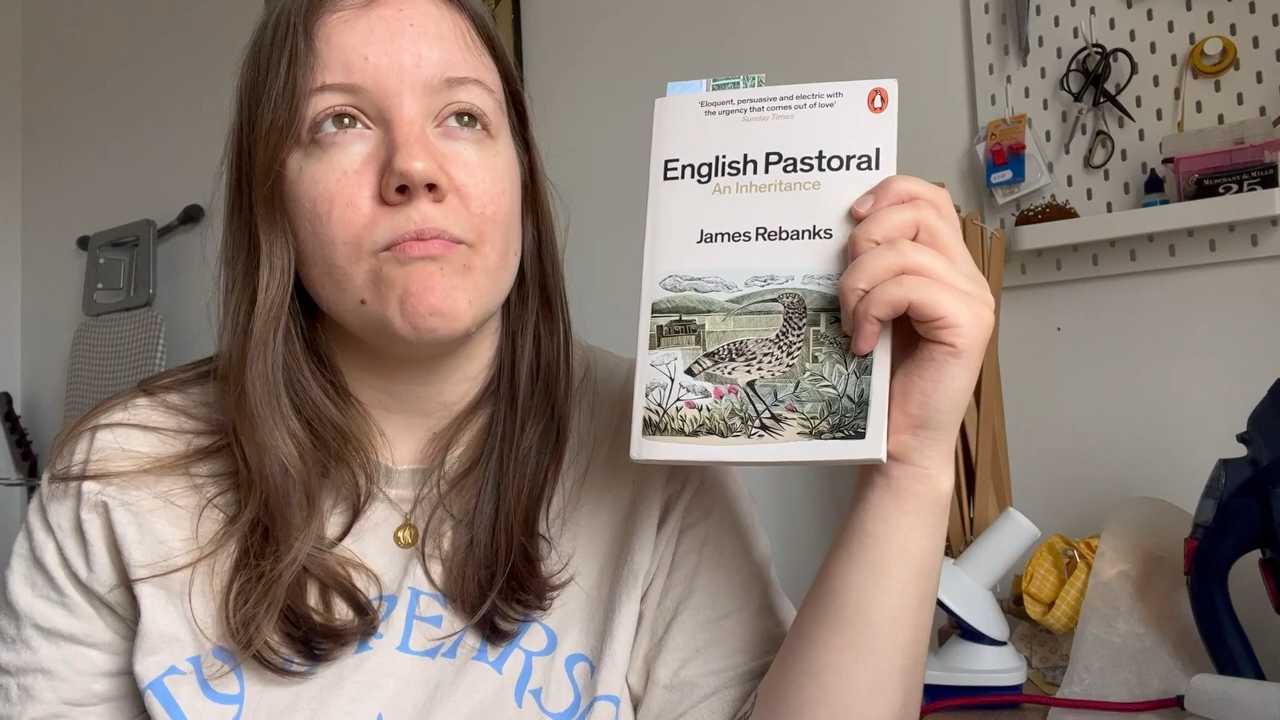 'Eloquent, persuasive and electric with
the urgency that comes out of love'
Sunday Times
English Pastoral
An Inheritance
James Rebanks
MERCHANT & MILLS
25